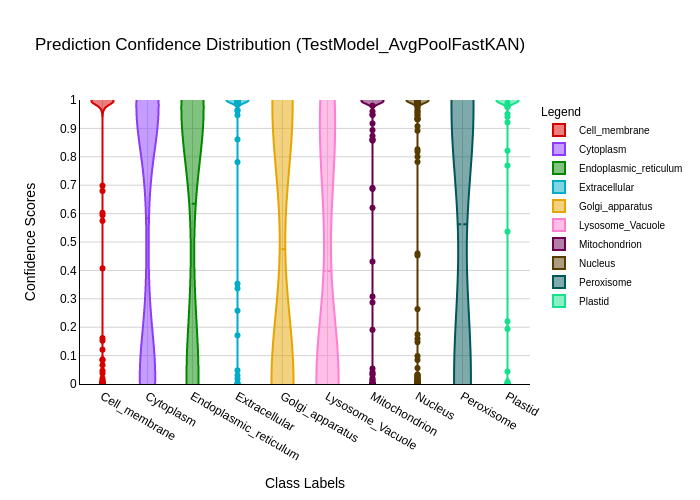 Prediction Confidence Distribution (TestModel_AvgPoolFastKAN)
Legend
Cell_membrane
Cytoplasm
Endoplasmic_reticulum
Extracellular
Golgi_apparatus
Lysosome_Vacuole
Mitochondrion
Nucleus
Peroxisome
Plastid
Confidence Scores
1
0.9
0.8
0.7
0.6
0.5
0.4
0.3
0.2
0.1
0
Cell_membrane
Cytoplasm
Endoplasmic_reticulum
Extracellular
Golgi_apparatus
Lysosome_Vacuole
Mitochondrion
Nucleus
Peroxisome
Plastid
Class Labels